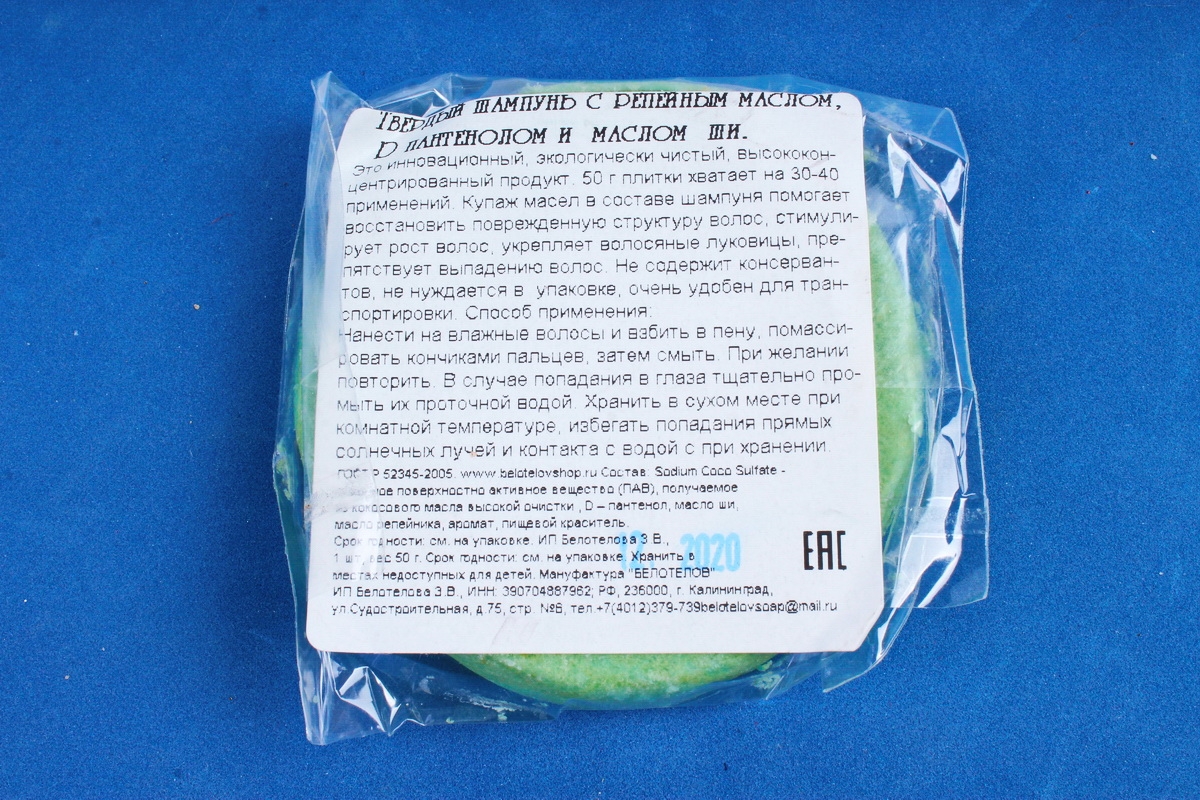 Твердый шампунь с репейным маслом,
D пантенолом и маслом ши.
Это инновационный, экологически чистый, высококон-
центрированный продукт. 50 г плитки хватает на 30-40
применений. Купаж масел в составе шампуня помогает
восстановить поврежденную структуру волос, стимули-
рует рост волос, укрепляет волосяные луковицы, пре-
пятствует выпадению волос. Не содержит консерван-
тов, не нуждается в упаковке, очень удобен для тран-
спортировки. Способ применения:
Нанести на влажные волосы и взбить в пену, помасси-
ровать кончиками пальцев, затем смыть. При желании
повторить. В случае попадания в глаза тщательно про-
мыть их проточной водой. Хранить в сухом месте при
комнатной температуре, избегать попадания прямых
солнечных лучей и контакта с водой с при хранении.
ГОСТ Р 52345-2005. www.belotelovshop.ru Состав: Sodium Coco Sulfate -
поверхностно активное вещество (ПАВ), получаемое
из кокосового масла высокой очистки , D – пантенол, масло ши,
масло репейника, аромат, пищевой краситель.
Срок годности: см. на упаковке. ИП Белотелова З.В.,
1 шт, вес 50 г. Срок годности: см. на упаковке. Хранить в
12. 2020
EAC
местах недоступных для детей. Мануфактура "БЕЛОТЕЛОВ"
ИП Белотелова З.В., ИНН: 390704887962; РФ, 236000, г. Калининград,
ул.Судостроительная, д.75, стр. №6, тел.+7(4012)379-739belotelovsoap@mail.ru